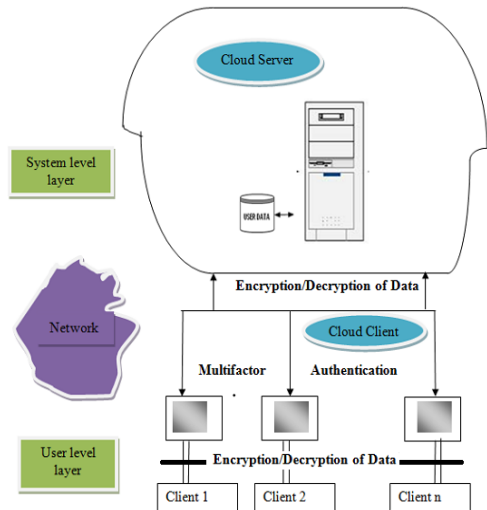 Cloud Server
System level
layer
USER DATA
Encryption/Decryption of Data
Network
Cloud Client
Multifactor Authentication
User level
layer
Encryption/Decryption of Data
Client 1
Client 2
Client n